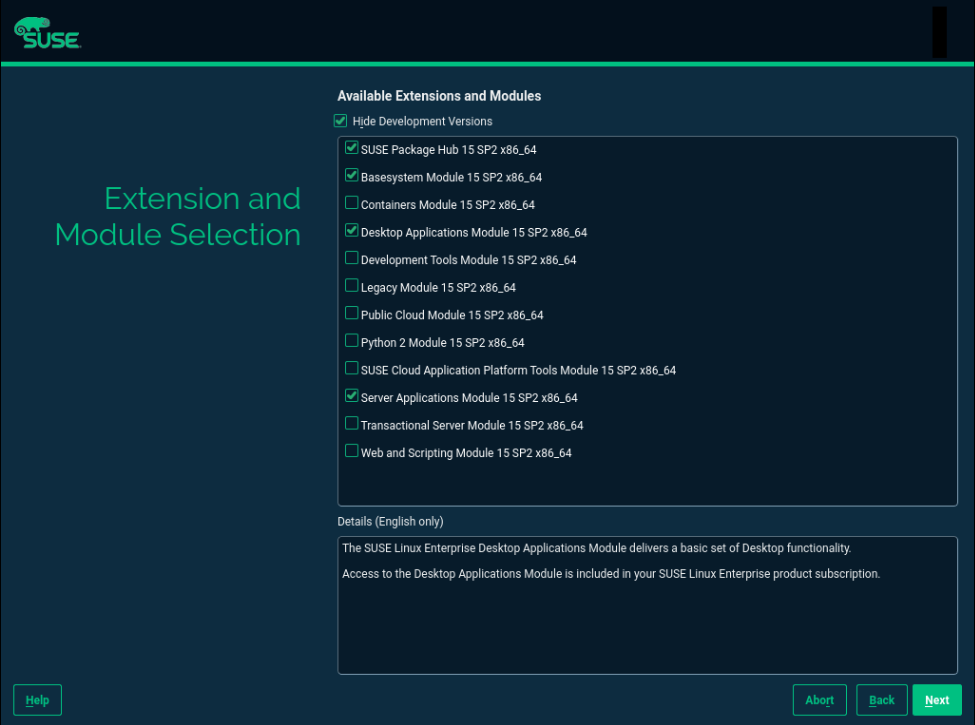 SUSE
Available Extensions and Modules
Hide Development Versions
SUSE Package Hub 15 SP2 x86_64
Basesystem Module 15 SP2 x86_64
Extension and
Module Selection
Containers Module 15 SP2 x86_64
Desktop Applications Module 15 SP2 x86_64
Development Tools Module 15 SP2 x86_64
Legacy Module 15 SP2 x86_64
Public Cloud Module 15 SP2 x86_64
Python 2 Module 15 SP2 x86_64
SUSE Cloud Application Platform Tools Module 15 SP2 x86_64
Server Applications Module 15 SP2 x86_64
Transactional Server Module 15 SP2 x86_64
Web and Scripting Module 15 SP2 x86_64
Details (English only)
The SUSE Linux Enterprise Desktop Applications Module delivers a basic set of Desktop functionality.
Access to the Desktop Applications Module is included in your SUSE Linux Enterprise product subscription.
Help
Abort
Back
Next